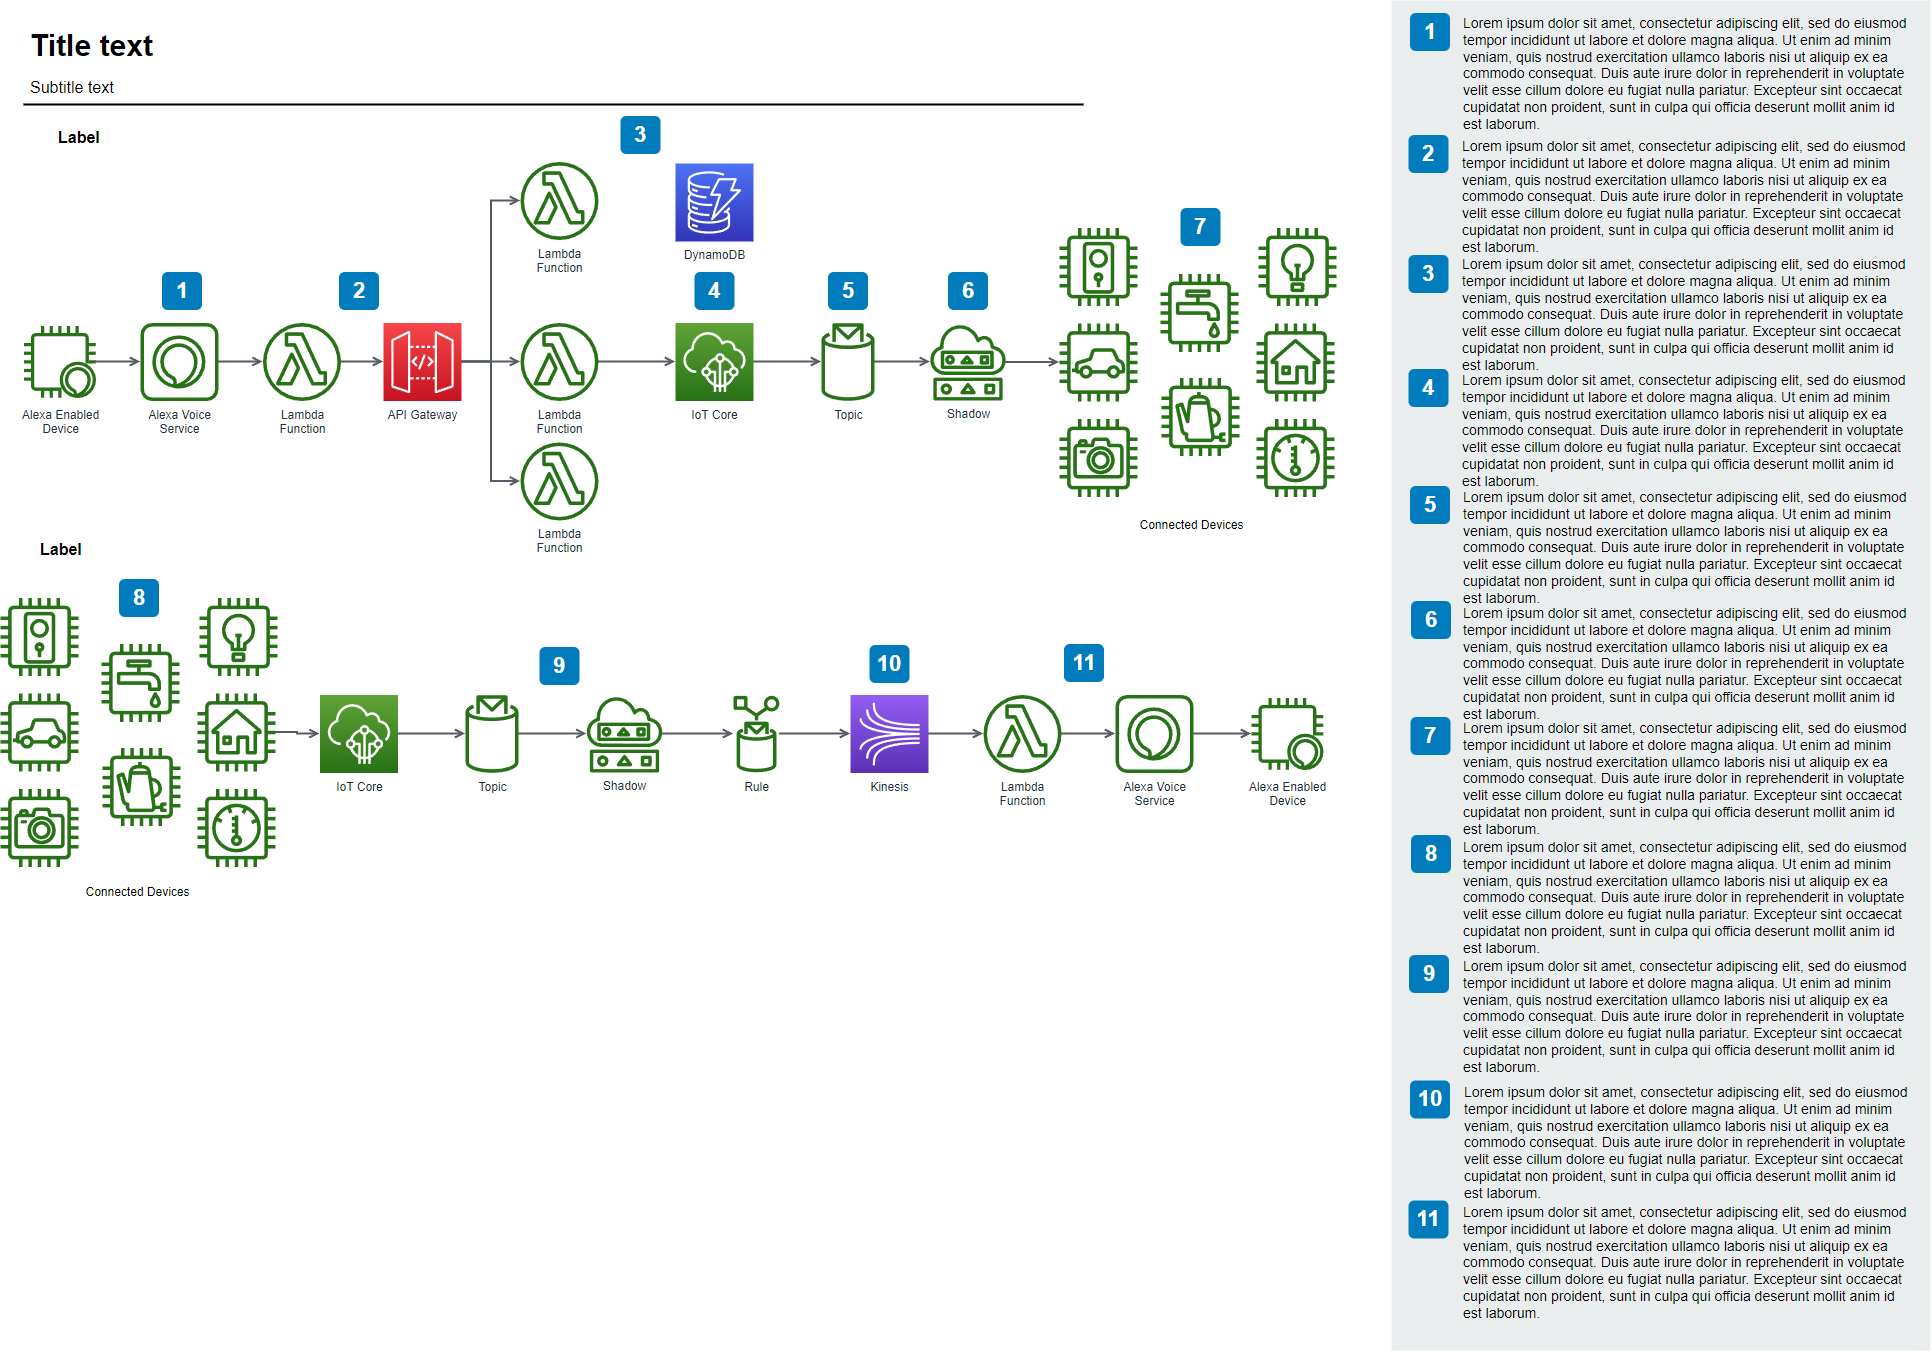 Title text
Subtitle text
Label
3
Lambda
Function
DynamoDB
7
1
2
4
5
6
Alexa Enabled
Device
Alexa Voice
Service
Lambda
Function
API Gateway
Lambda
Function
IoT Core
Topic
Shadow
Lambda
Function
Connected Devices
Label
8
9
10
11
IoT Core
Topic
Shadow
Rule
Kinesis
Lambda
Function
Alexa Voice
Service
Alexa Enabled
Device
Connected Devices
1
Lorem ipsum dolor sit amet, consectetur adipiscing elit, sed do eiusmod
tempor incididunt ut labore et dolore magna aliqua. Ut enim ad minim
veniam, quis nostrud exercitation ullamco laboris nisi ut aliquip ex ea
commodo consequat. Duis aute irure dolor in reprehenderit in voluptate
velit esse cillum dolore eu fugiat nulla pariatur. Excepteur sint occaecat
cupidatat non proident, sunt in culpa qui officia deserunt mollit anim id
est laborum.
2
Lorem ipsum dolor sit amet, consectetur adipiscing elit, sed do eiusmod
tempor incididunt ut labore et dolore magna aliqua. Ut enim ad minim
veniam, quis nostrud exercitation ullamco laboris nisi ut aliquip ex ea
commodo consequat. Duis aute irure dolor in reprehenderit in voluptate
velit esse cillum dolore eu fugiat nulla pariatur. Excepteur sint occaecat
cupidatat non proident, sunt in culpa qui officia deserunt mollit anim id
est laborum.
3
Lorem ipsum dolor sit amet, consectetur adipiscing elit, sed do eiusmod
tempor incididunt ut labore et dolore magna aliqua. Ut enim ad minim
veniam, quis nostrud exercitation ullamco laboris nisi ut aliquip ex ea
commodo consequat. Duis aute irure dolor in reprehenderit in voluptate
velit esse cillum dolore eu fugiat nulla pariatur. Excepteur sint occaecat
cupidatat non proident, sunt in culpa qui officia deserunt mollit anim id
est laborum.
4
Lorem ipsum dolor sit amet, consectetur adipiscing elit, sed do eiusmod
tempor incididunt ut labore et dolore magna aliqua. Ut enim ad minim
veniam, quis nostrud exercitation ullamco laboris nisi ut aliquip ex ea
commodo consequat. Duis aute irure dolor in reprehenderit in voluptate
velit esse cillum dolore eu fugiat nulla pariatur. Excepteur sint occaecat
cupidatat non proident, sunt in culpa qui officia deserunt mollit anim id
est laborum.
5
Lorem ipsum dolor sit amet, consectetur adipiscing elit, sed do eiusmod
tempor incididunt ut labore et dolore magna aliqua. Ut enim ad minim
veniam, quis nostrud exercitation ullamco laboris nisi ut aliquip ex ea
commodo consequat. Duis aute irure dolor in reprehenderit in voluptate
velit esse cillum dolore eu fugiat nulla pariatur. Excepteur sint occaecat
cupidatat non proident, sunt in culpa qui officia deserunt mollit anim id
est laborum.
6
Lorem ipsum dolor sit amet, consectetur adipiscing elit, sed do eiusmod
tempor incididunt ut labore et dolore magna aliqua. Ut enim ad minim
veniam, quis nostrud exercitation ullamco laboris nisi ut aliquip ex ea
commodo consequat. Duis aute irure dolor in reprehenderit in voluptate
velit esse cillum dolore eu fugiat nulla pariatur. Excepteur sint occaecat
cupidatat non proident, sunt in culpa qui officia deserunt mollit anim id
est laborum.
7
Lorem ipsum dolor sit amet, consectetur adipiscing elit, sed do eiusmod
tempor incididunt ut labore et dolore magna aliqua. Ut enim ad minim
veniam, quis nostrud exercitation ullamco laboris nisi ut aliquip ex ea
commodo consequat. Duis aute irure dolor in reprehenderit in voluptate
velit esse cillum dolore eu fugiat nulla pariatur. Excepteur sint occaecat
cupidatat non proident, sunt in culpa qui officia deserunt mollit anim id
est laborum.
8
Lorem ipsum dolor sit amet, consectetur adipiscing elit, sed do eiusmod
tempor incididunt ut labore et dolore magna aliqua. Ut enim ad minim
veniam, quis nostrud exercitation ullamco laboris nisi ut aliquip ex ea
commodo consequat. Duis aute irure dolor in reprehenderit in voluptate
velit esse cillum dolore eu fugiat nulla pariatur. Excepteur sint occaecat
cupidatat non proident, sunt in culpa qui officia deserunt mollit anim id
est laborum.
9
Lorem ipsum dolor sit amet, consectetur adipiscing elit, sed do eiusmod
tempor incididunt ut labore et dolore magna aliqua. Ut enim ad minim
veniam, quis nostrud exercitation ullamco laboris nisi ut aliquip ex ea
commodo consequat. Duis aute irure dolor in reprehenderit in voluptate
velit esse cillum dolore eu fugiat nulla pariatur. Excepteur sint occaecat
cupidatat non proident, sunt in culpa qui officia deserunt mollit anim id
est laborum.
10
Lorem ipsum dolor sit amet, consectetur adipiscing elit, sed do eiusmod
tempor incididunt ut labore et dolore magna aliqua. Ut enim ad minim
veniam, quis nostrud exercitation ullamco laboris nisi ut aliquip ex ea
commodo consequat. Duis aute irure dolor in reprehenderit in voluptate
velit esse cillum dolore eu fugiat nulla pariatur. Excepteur sint occaecat
cupidatat non proident, sunt in culpa qui officia deserunt mollit anim id
est laborum.
11
Lorem ipsum dolor sit amet, consectetur adipiscing elit, sed do eiusmod
tempor incididunt ut labore et dolore magna aliqua. Ut enim ad minim
veniam, quis nostrud exercitation ullamco laboris nisi ut aliquip ex ea
commodo consequat. Duis aute irure dolor in reprehenderit in voluptate
velit esse cillum dolore eu fugiat nulla pariatur. Excepteur sint occaecat
cupidatat non proident, sunt in culpa qui officia deserunt mollit anim id
est laborum.